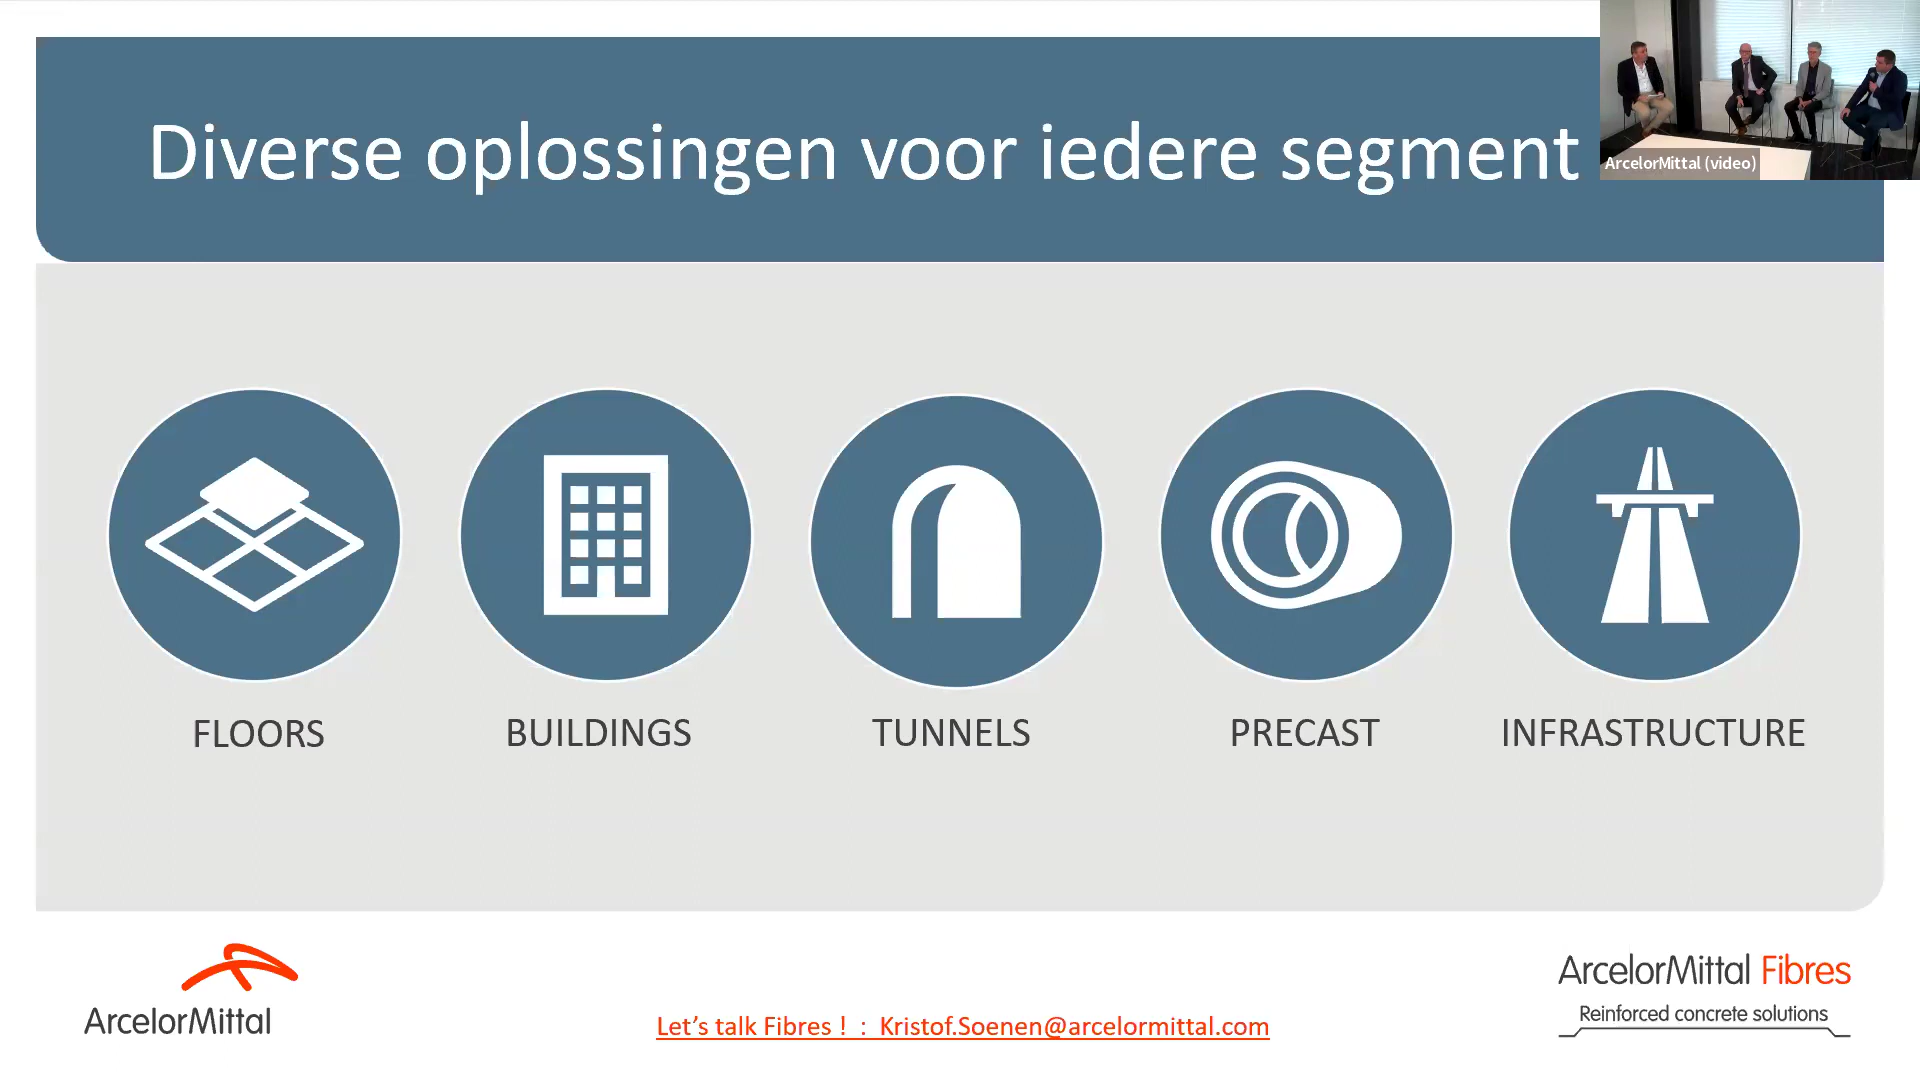 Diverse oplossingen voor iedere segment
ArcelorMittal (video)
FLOORS
BUILDINGS
TUNNELS
PRECAST
INFRASTRUCTURE
ArcelorMittal
Let's talk Fibres ! : Kristof.Soenen@arcelormittal.com
ArcelorMittal Fibres
Reinforced concrete solutions